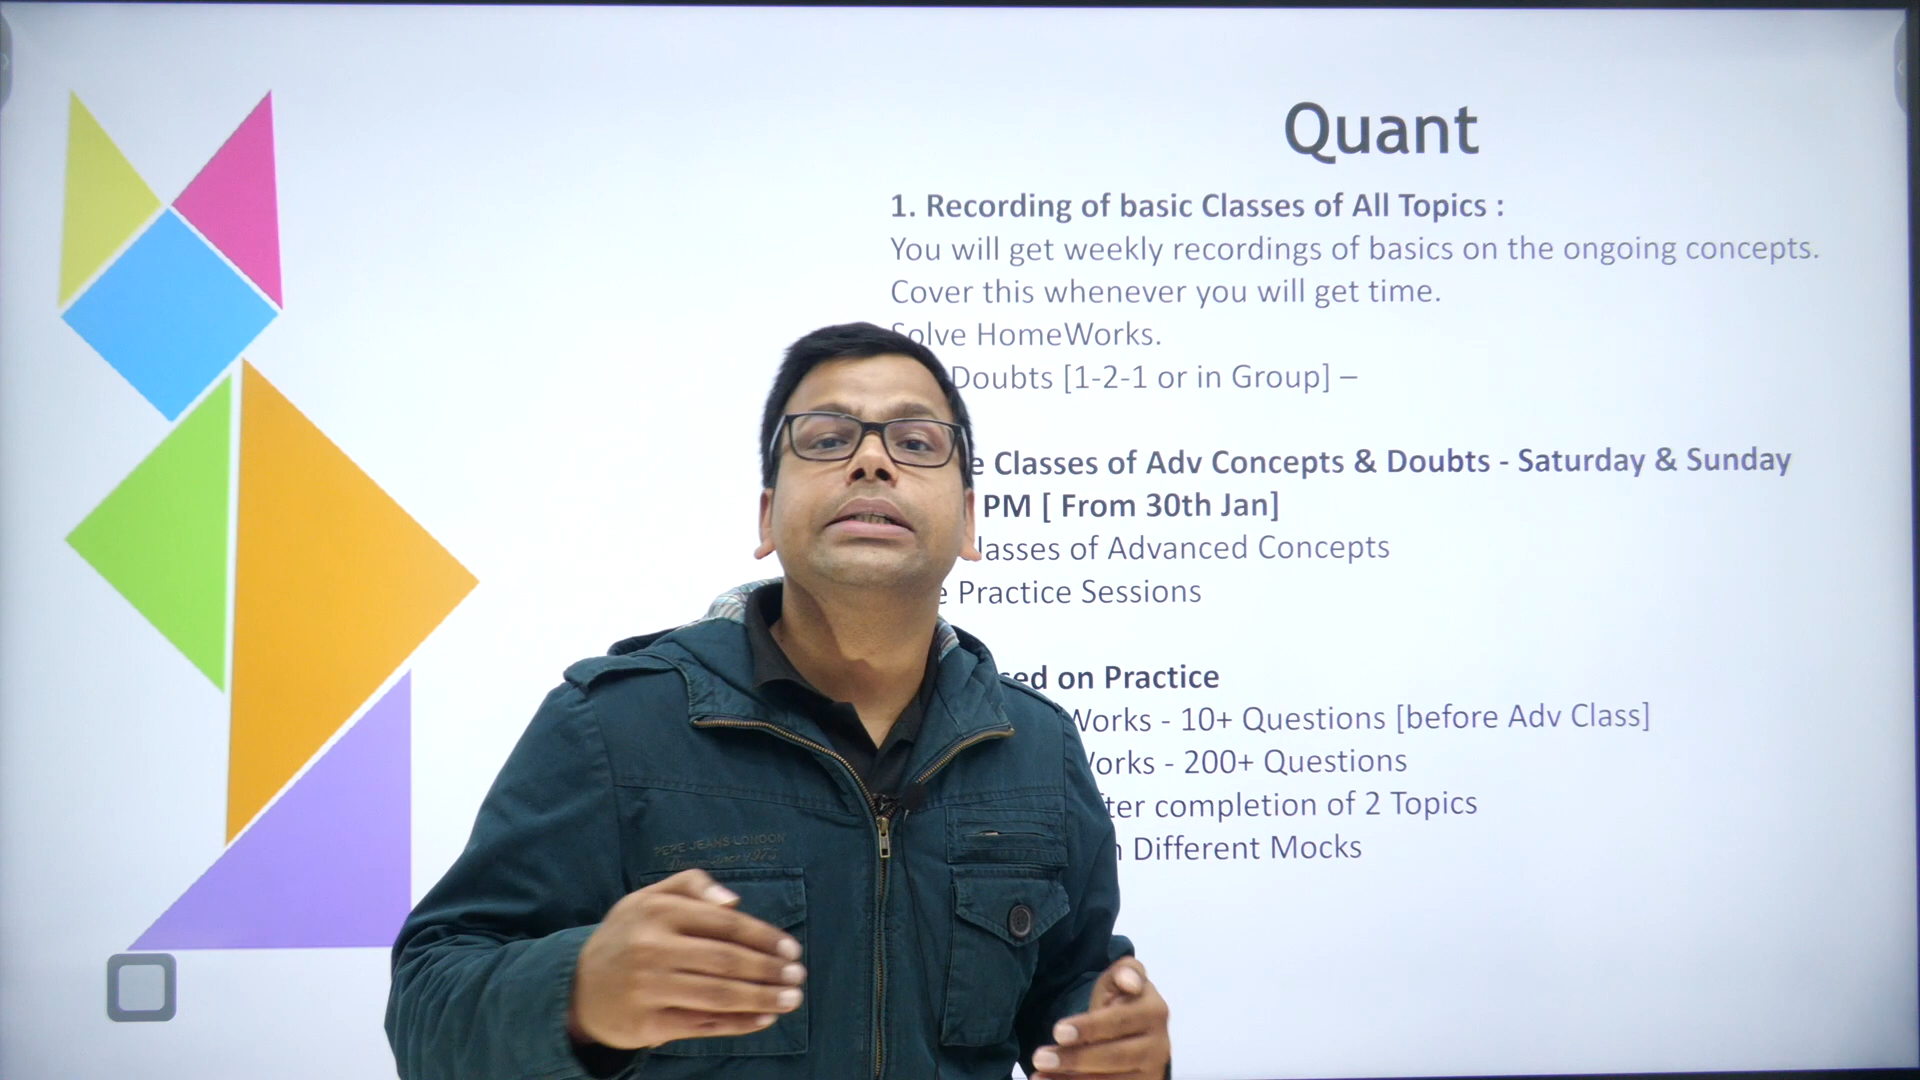 Quant
1. Recording of basic Classes of All Topics :
You will get weekly recordings of basics on the ongoing concepts.
Cover this whenever you will get time.
Solve HomeWorks.
Doubts [1-2-1 or in Group] –
Classes of Adv Concepts & Doubts - Saturday & Sunday
PM [ From 30th Jan]
lasses of Advanced Concepts
Practice Sessions
on Practice
Works - 10+ Questions [before Adv Class]
orks - 200+ Questions
completion of 2 Topics
Different Mocks
PEPE JEANS LONDON